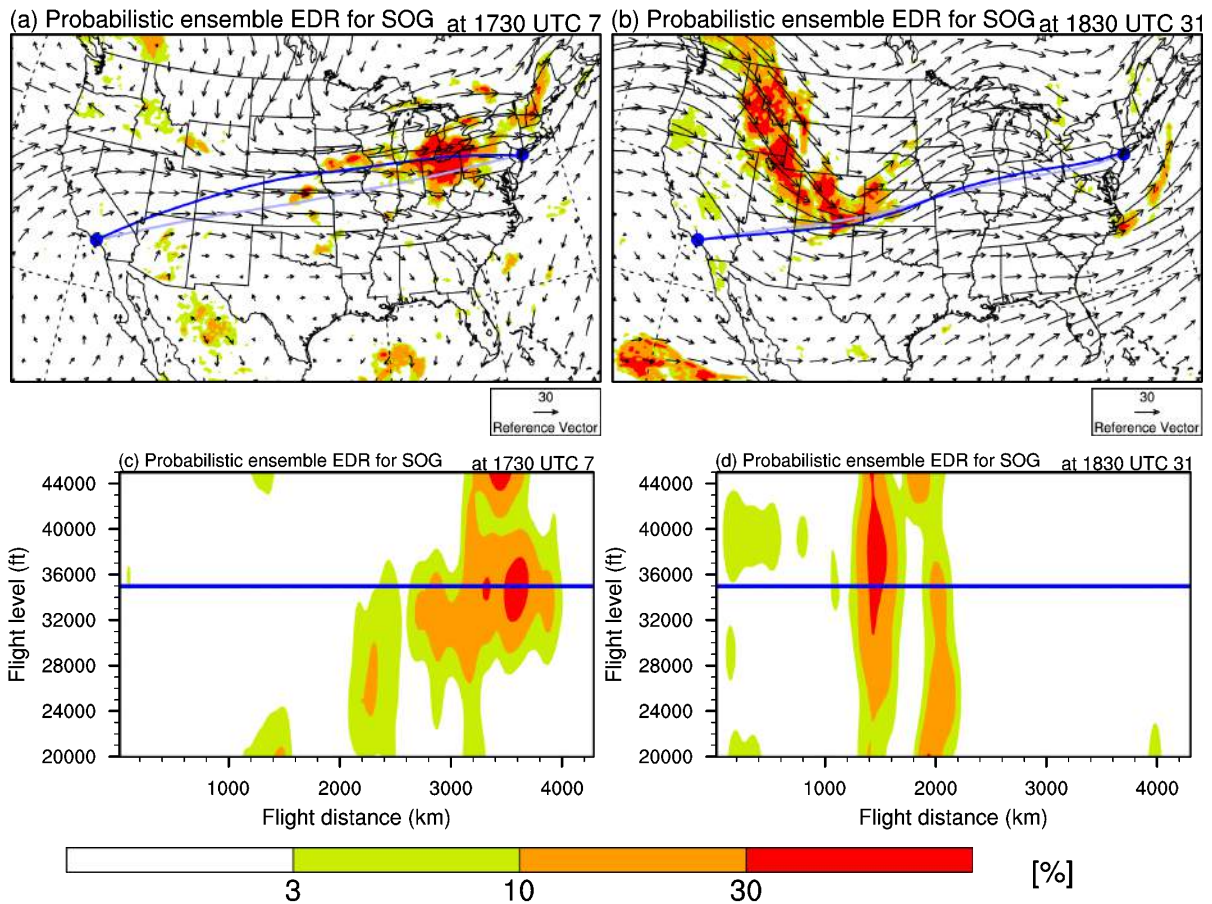 (a) Probabilistic ensemble EDR for SOG at 1730 UTC 7
(b) Probabilistic ensemble EDR for SOG at 1830 UTC 31
30
Reference Vector
30
Reference Vector
(c) Probabilistic ensemble EDR for SOG at 1730 UTC 7
(d) Probabilistic ensemble EDR for SOG at 1830 UTC 31
Flight level (ft)
44000
40000
36000
32000
28000
24000
20000
1000 2000 3000 4000
Flight distance (km)
Flight level (ft)
44000
40000
36000
32000
28000
24000
20000
1000 2000 3000 4000
Flight distance (km)
3 10 30 [%]